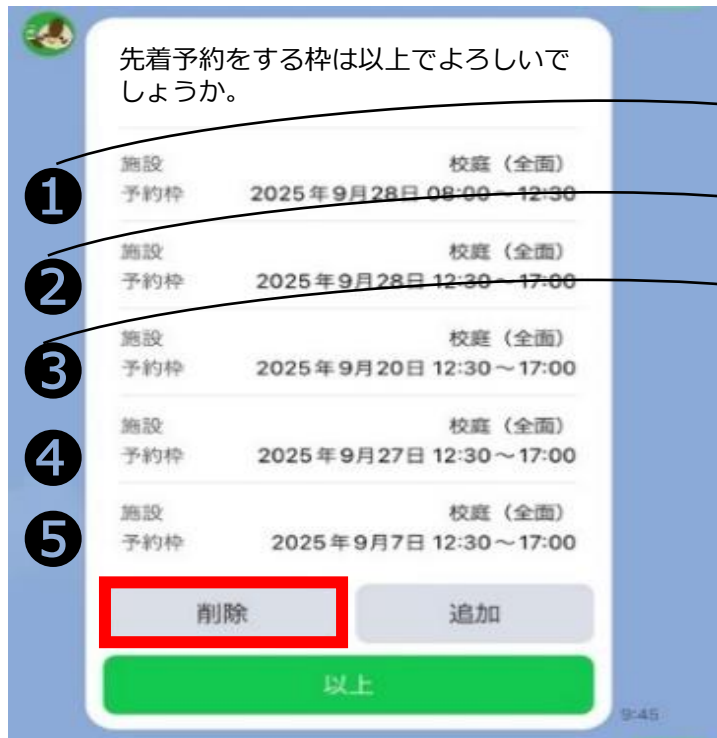 先着予約をする枠は以上でよろしいで
しょうか。
❶
施設 校庭（全面）
予約枠 2025年9月28日 08:00～12:30
❷
施設 校庭（全面）
予約枠 2025年9月28日 12:30～17:00
❸
施設 校庭（全面）
予約枠 2025年9月20日 12:30～17:00
❹
施設 校庭（全面）
予約枠 2025年9月27日 12:30～17:00
❺
施設 校庭（全面）
予約枠 2025年9月7日 12:30～17:00
削除 追加
以上
9:45